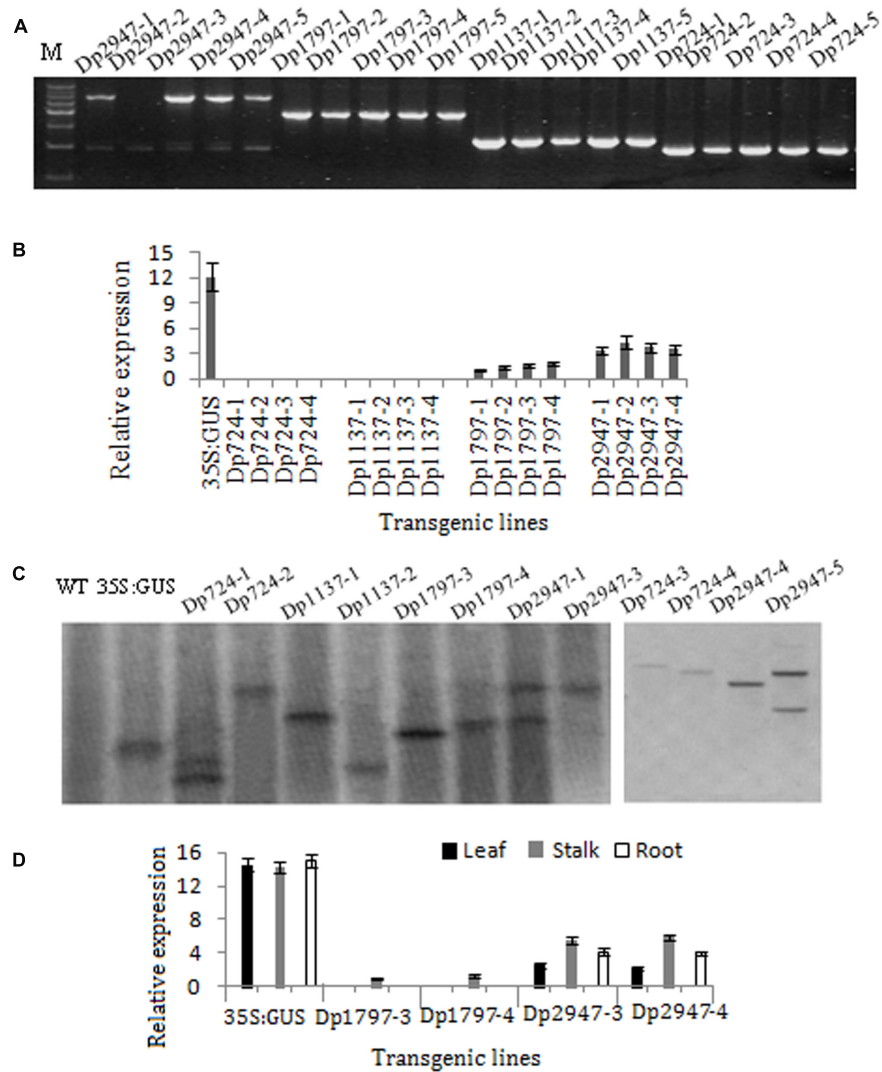 A
M
Dp2947-1 Dp2947-2 Dp2947-3 Dp2947-4 Dp2947-5 Dp1797-1 Dp1797-2 Dp1797-3 Dp1797-4 Dp1797-5 Dp1137-1 Dp1137-2 Dp1117-3 Dp1137-4 Dp1137-5 Dp724-1 Dp724-2 Dp724-3 Dp724-4 Dp724-5
B
Relative expression
15
12
9
6
3
0
35S:GUS Dp724-1 Dp724-2 Dp724-3 Dp724-4 Dp1137-1 Dp1137-2 Dp1137-3 Dp1137-4 Dp1797-1 Dp1797-2 Dp1797-3 Dp1797-4 Dp2947-1 Dp2947-2 Dp2947-3 Dp2947-4
Transgenic lines
C
WT 35S:GUS Dp724-1 Dp724-2 Dp1137-1 Dp1137-2 Dp1797-3 Dp1797-4 Dp2947-1 Dp2947-3 Dp724-3 Dp724-4 Dp2947-4 Dp2947-5
D
Relative expression
16
12
8
4
0
Leaf Stalk Root
35S:GUS Dp1797-3 Dp1797-4 Dp2947-3 Dp2947-4
Transgenic lines